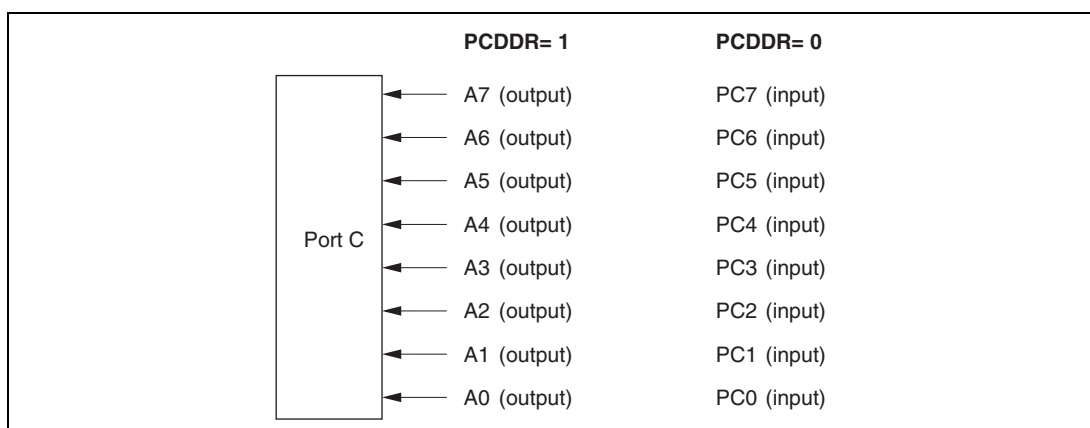 PCDDR= 1 PCDDR= 0
A7 (output) PC7 (input)
A6 (output) PC6 (input)
A5 (output) PC5 (input)
A4 (output) PC4 (input)
Port C
A3 (output) PC3 (input)
A2 (output) PC2 (input)
A1 (output) PC1 (input)
A0 (output) PC0 (input)